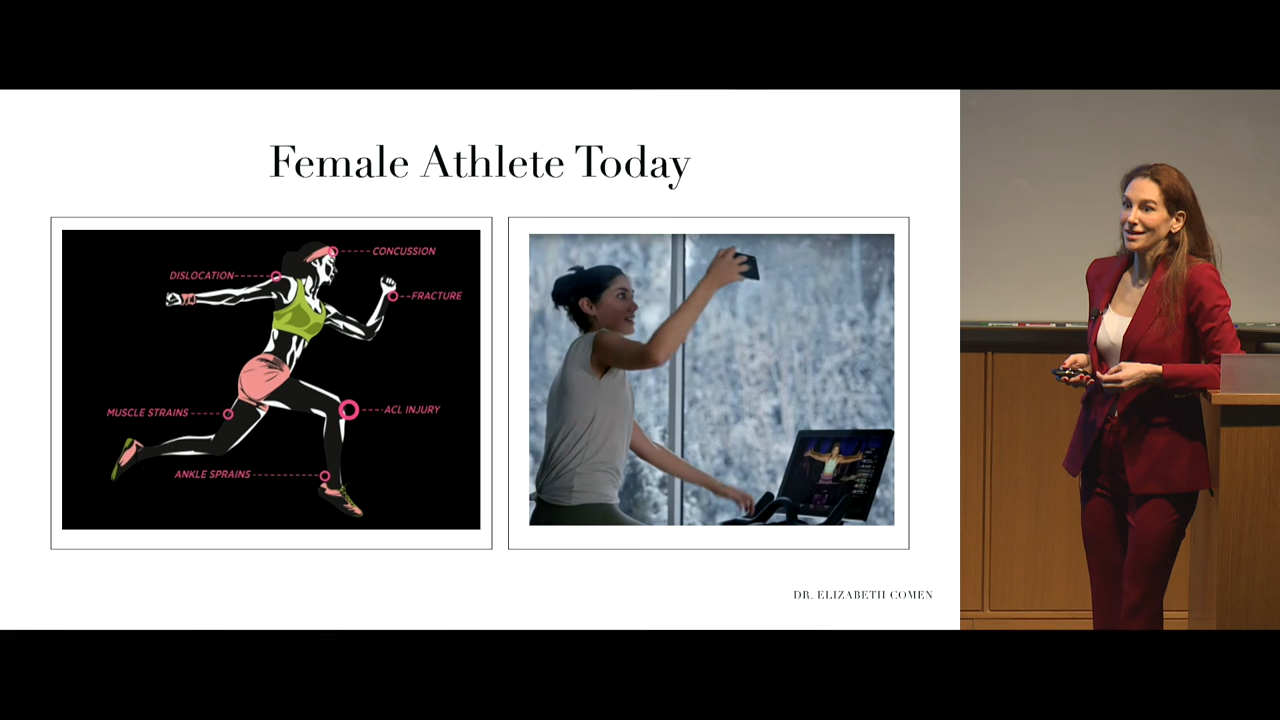 Female Athlete Today
CONCUSSION
DISLOCATION
FRACTURE
MUSCLE STRAINS
ACL INJURY
ANKLE SPRAINS
DR. ELIZABETH COMEN